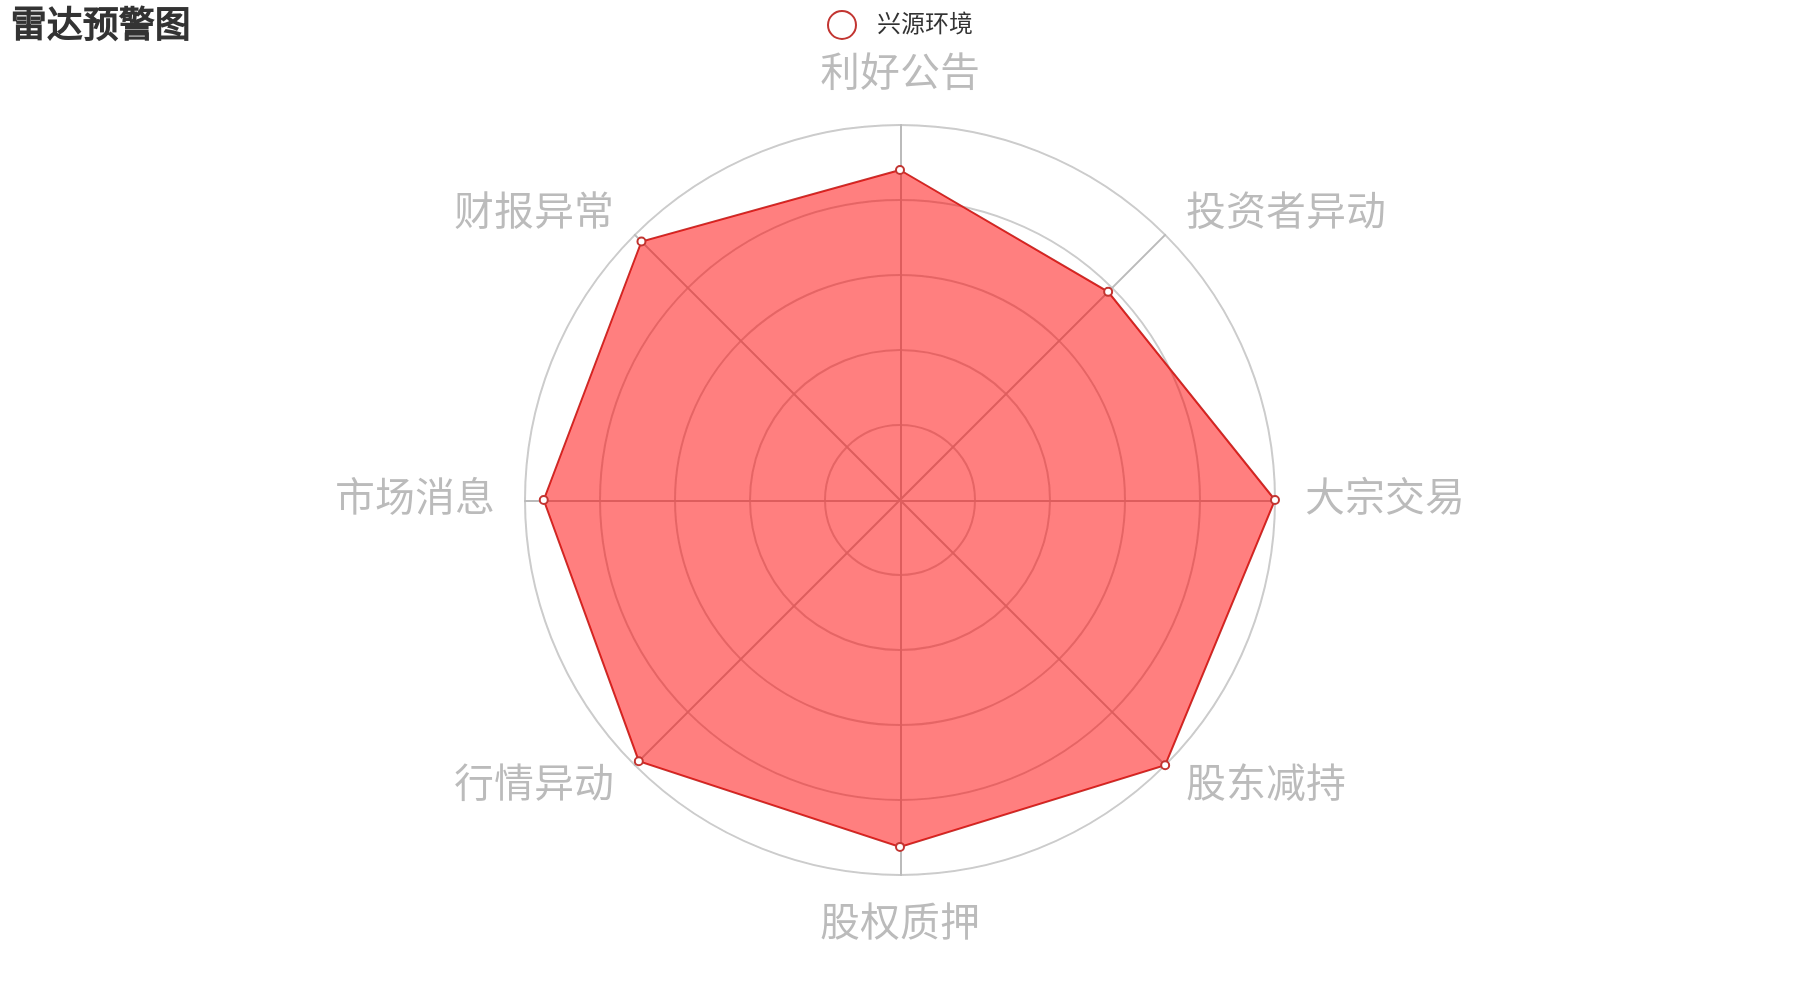 雷达预警图
兴源环境
利好公告
财报异常
投资者异动
市场消息
大宗交易
行情异动
股东减持
股权质押